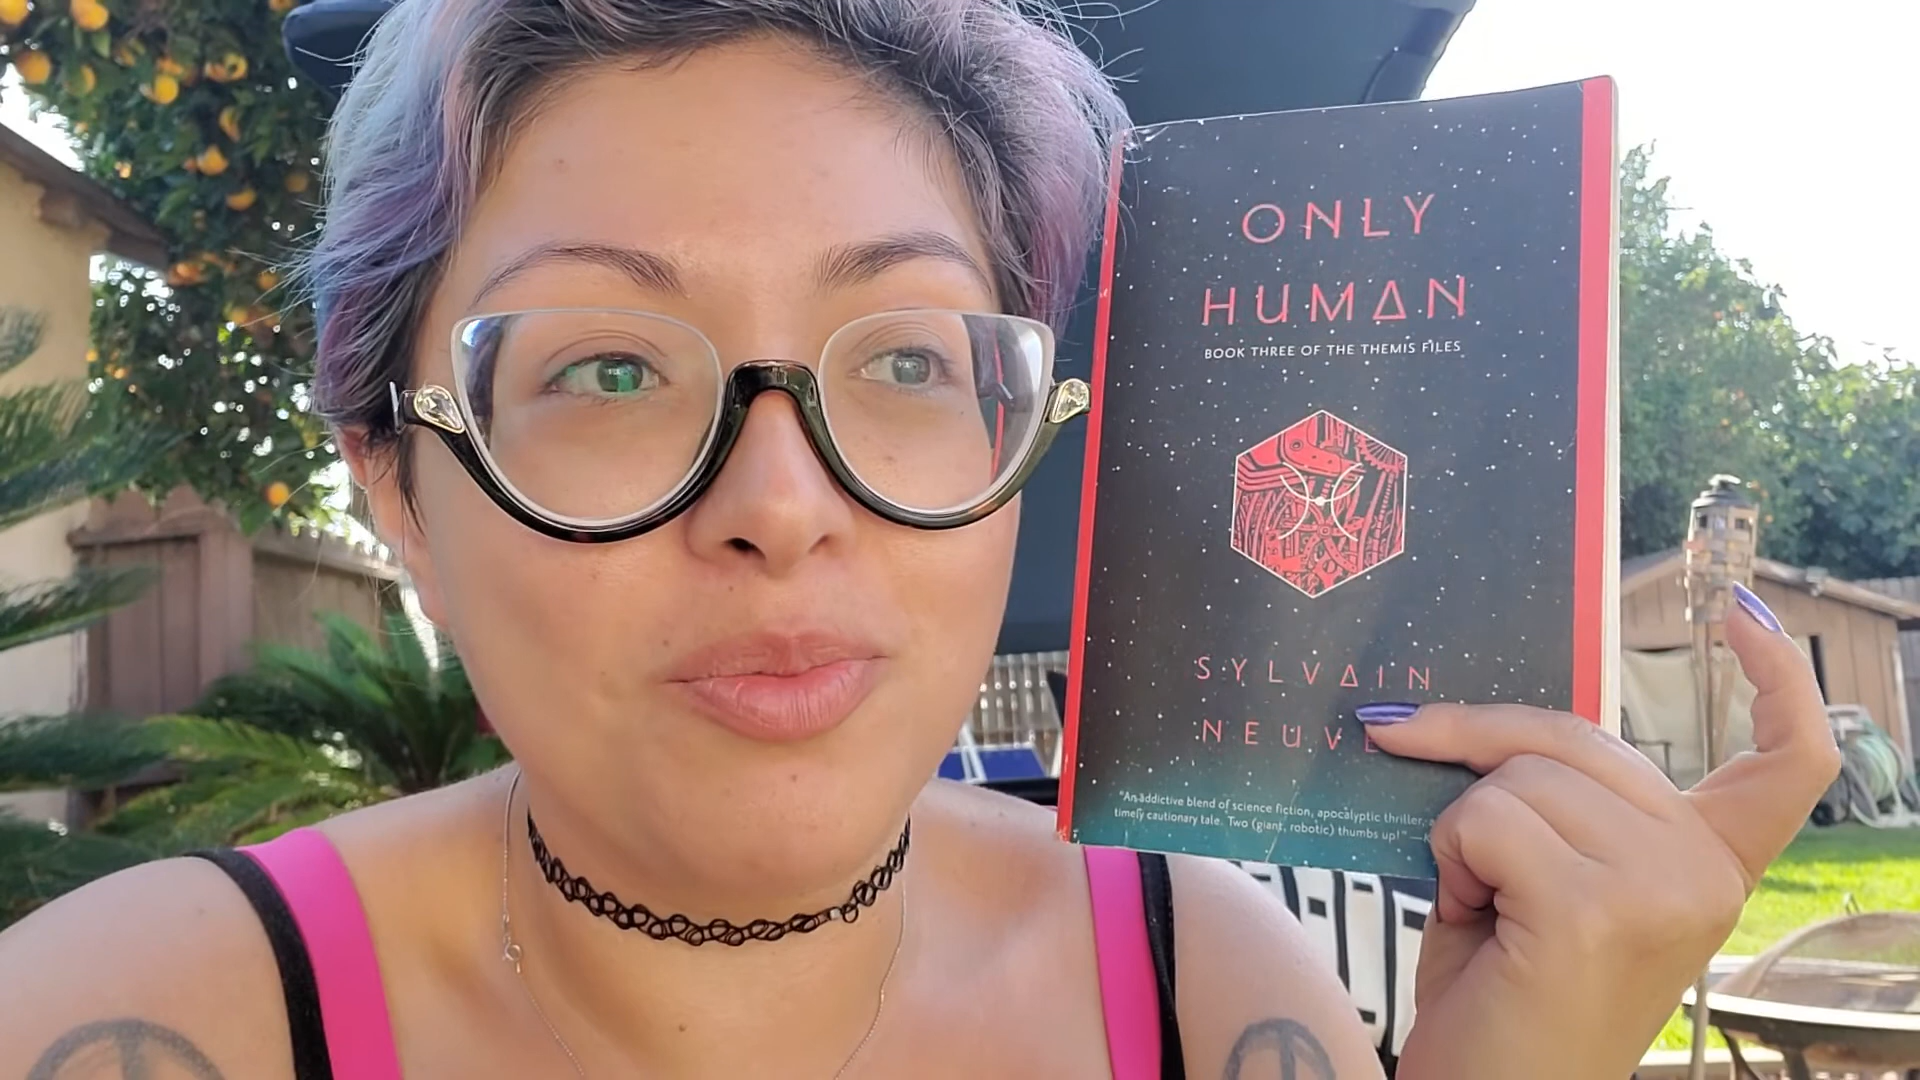 ONLY
HUMAN
BOOK THREE OF THE THEMIS FILES
SYLVAIN
NEUVE
"An addictive blend of science fiction, apocalyptic thriller, a
timely cautionary tale. Two (giant, robotic) thumbs up!" —K